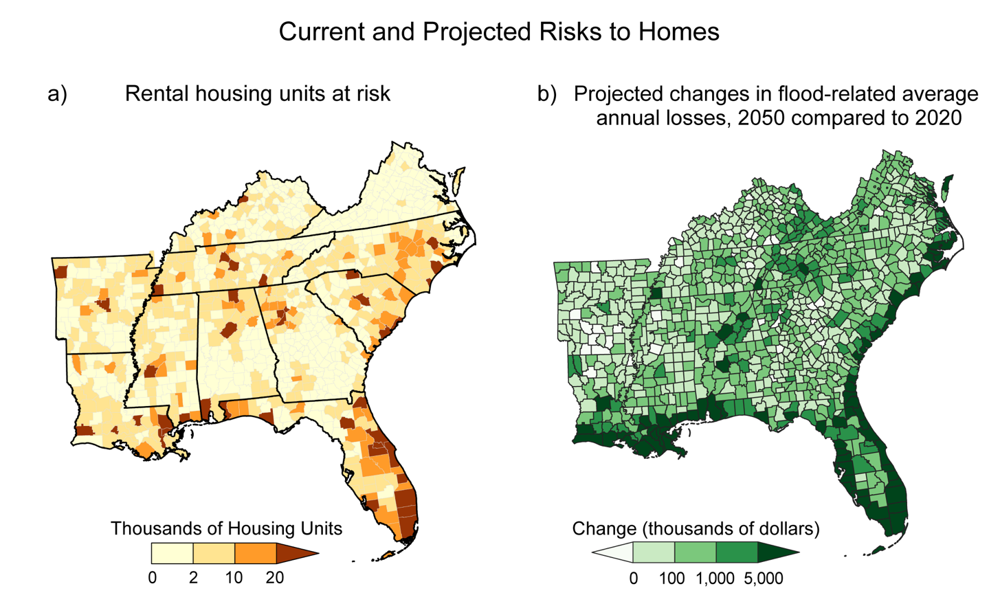 Current and Projected Risks to Homes
a) Rental housing units at risk
b) Projected changes in flood-related average
annual losses, 2050 compared to 2020
Thousands of Housing Units
0 2 10 20
Change (thousands of dollars)
0 100 1,000 5,000